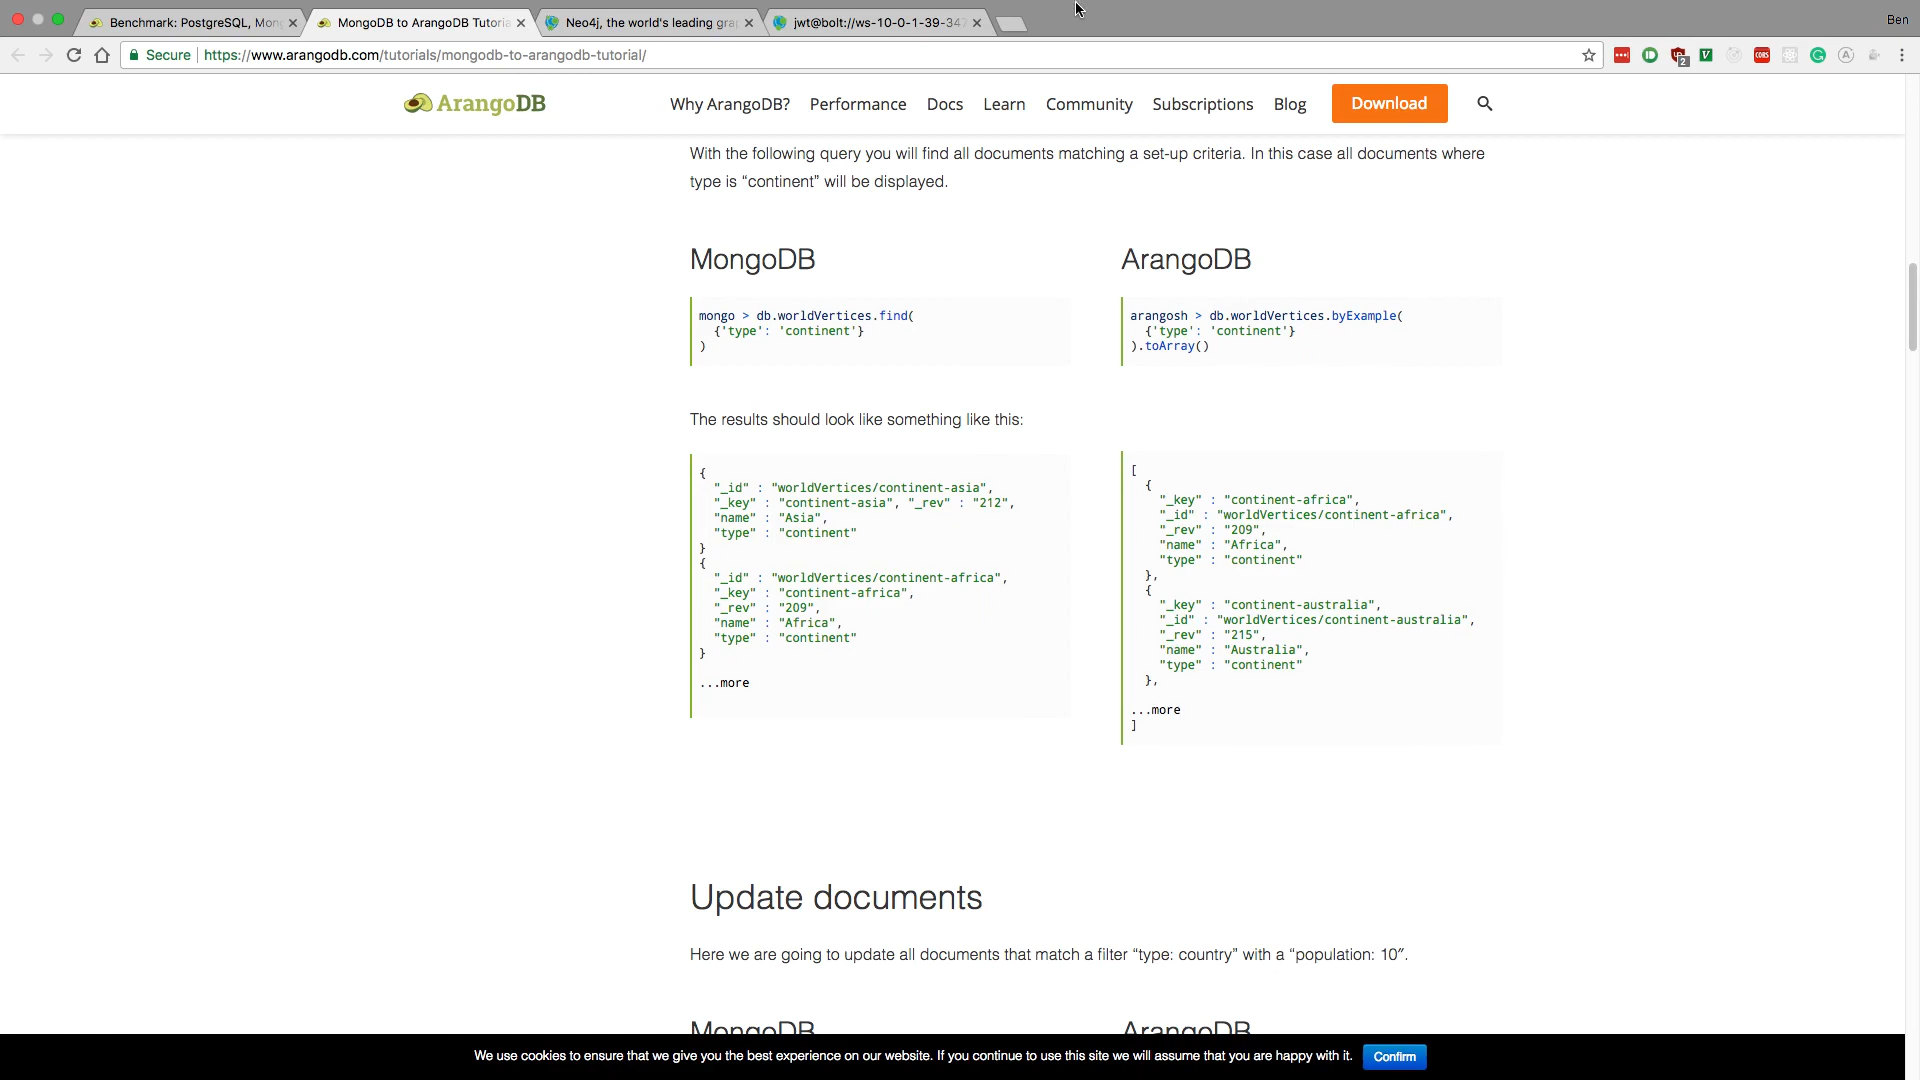 Benchmark: PostgreSQL, Mong
MongoDB to ArangoDB Tutoria
Neo4j, the world's leading gra
jwt@bolt://ws-10-0-1-39-347
Ben
Secure
https://www.arangodb.com/tutorials/mongodb-to-arangodb-tutorial/
2
CORS
ArangoDB
Why ArangoDB?
Performance
Docs
Learn
Community
Subscriptions
Blog
Download
With the following query you will find all documents matching a set-up criteria. In this case all documents where
type is “continent” will be displayed.
MongoDB
mongo > db.worldVertices.find(
{'type': 'continent'}
)
ArangoDB
arangosh > db.worldVertices.byExample(
{'type': 'continent'}
).toArray()
The results should look like something like this:
{
"_id" : "worldVertices/continent-asia",
"_key" : "continent-asia", "_rev" : "212",
"name" : "Asia",
"type" : "continent"
}
{
"_id" : "worldVertices/continent-africa",
"_key" : "continent-africa",
"_rev" : "209",
"name" : "Africa",
"type" : "continent"
}
...more
[
{
"_key" : "continent-africa",
"_id" : "worldVertices/continent-africa",
"_rev" : "209",
"name" : "Africa",
"type" : "continent"
},
{
"_key" : "continent-australia",
"_id" : "worldVertices/continent-australia",
"_rev" : "215",
"name" : "Australia",
"type" : "continent"
},
...more
]
Update documents
Here we are going to update all documents that match a filter “type: country” with a “population: 10″.
MongoDB
ArangoDB
We use cookies to ensure that we give you the best experience on our website. If you continue to use this site we will assume that you are happy with it.
Confirm